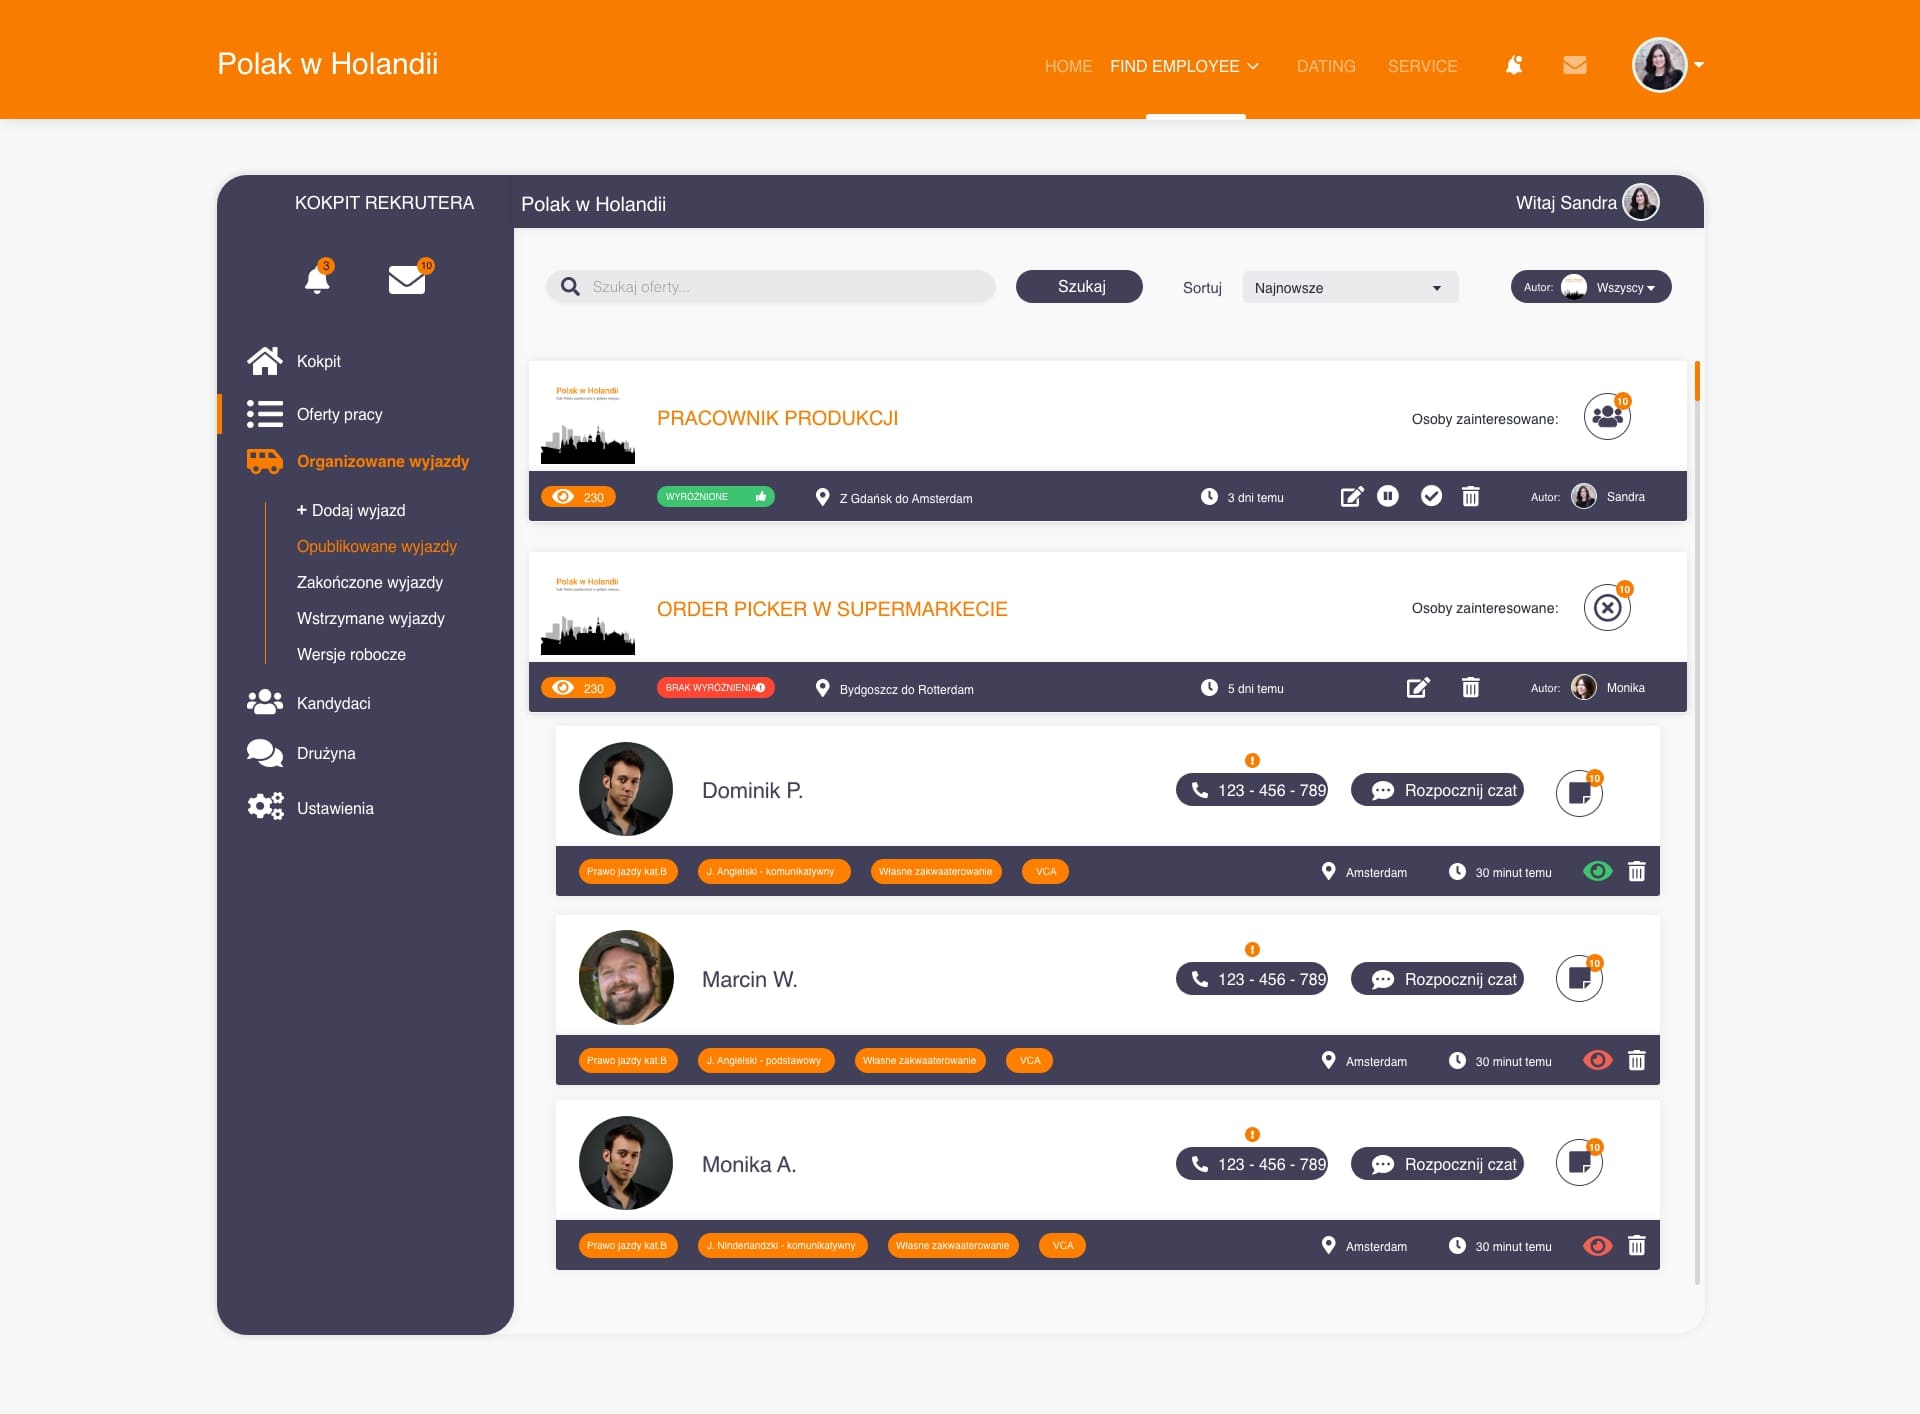 Polak w Holandii
HOME FIND EMPLOYEE DATING SERVICE
KOKPIT REKRUTERA
Polak w Holandii
Witaj Sandra
3
10
Szukaj oferty...
Szukaj
Sortuj
Najnowsze
Autor: Wszyscy
Kokpit
Oferty pracy
Organizowane wyjazdy
+ Dodaj wyjazd
Opublikowane wyjazdy
Zakończone wyjazdy
Wstrzymane wyjazdy
Wersje robocze
Kandydaci
Drużyna
Ustawienia
Polak w Holandii
PRACOWNIK PRODUKCJI
Osoby zainteresowane:
10
230
WYRÓŻNIONE
Z Gdańsk do Amsterdam
3 dni temu
Autor: Sandra
Polak w Holandii
ORDER PICKER W SUPERMARKECIE
Osoby zainteresowane:
10
230
BRAK WYRÓŻNIENIA
Bydgoszcz do Rotterdam
5 dni temu
Autor: Monika
Dominik P.
123 - 456 - 789
Rozpocznij czat
10
Prawo jazdy kat.B
J. Angielski - komunikatywny
Własne zakwaaterowanie
VCA
Amsterdam
30 minut temu
Marcin W.
123 - 456 - 789
Rozpocznij czat
10
Prawo jazdy kat.B
J. Angielski - podstawowy
Własne zakwaaterowanie
VCA
Amsterdam
30 minut temu
Monika A.
123 - 456 - 789
Rozpocznij czat
10
Prawo jazdy kat.B
J. Ninderlandzki - komunikatywny
Własne zakwaaterowanie
VCA
Amsterdam
30 minut temu